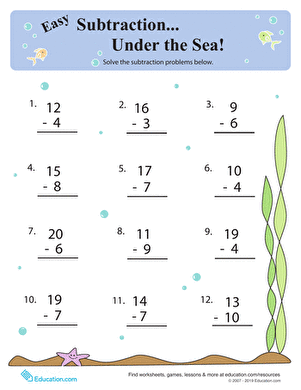 Easy Subtraction...
Under the Sea!
Solve the subtraction problems below.
1. 12 2. 16 3. 9
- 4 - 3 - 6
4. 15 5. 17 6. 10
- 8 - 7 - 4
7. 20 8. 11 9. 19
- 6 - 9 - 4
10. 19 11. 14 12. 13
- 7 - 7 - 10
Education.com
Find worksheets, games, lessons & more at education.com/resources
© 2007 - 2019 Education.com